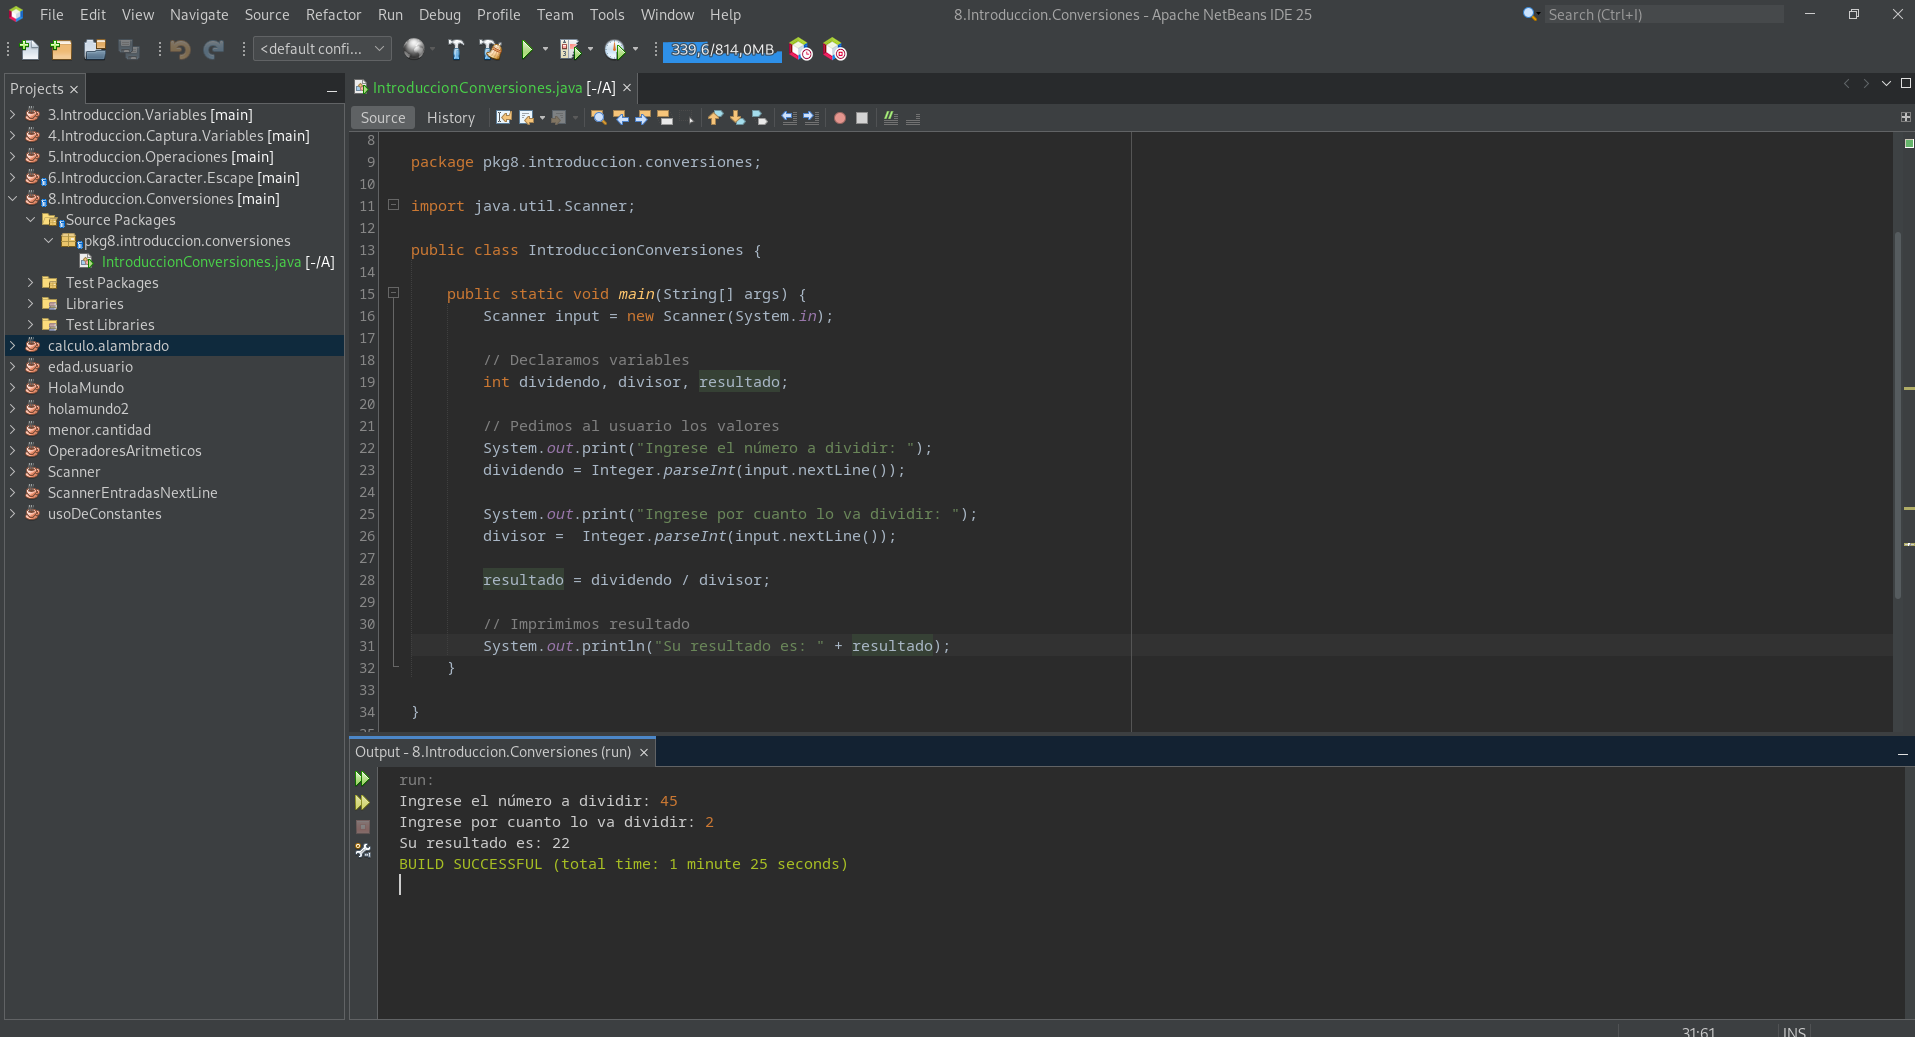 File Edit View Navigate Source Refactor Run Debug Profile Team Tools Window Help 8.Introduccion.Conversiones - Apache NetBeans IDE 25 Search (Ctrl+I)
<default confi... 339,6/814,0MB
Projects
3.Introduccion.Variables [main]
4.Introduccion.Captura.Variables [main]
5.Introduccion.Operaciones [main]
6.Introduccion.Caracter.Escape [main]
8.Introduccion.Conversiones [main]
Source Packages
pkg8.introduccion.conversiones
IntroduccionConversiones.java [-/A]
Test Packages
Libraries
Test Libraries
calculo.alambrado
edad.usuario
HolaMundo
holamundo2
menor.cantidad
OperadoresAritmeticos
Scanner
ScannerEntradasNextLine
usoDeConstantes
IntroduccionConversiones.java [-/A]
Source History
8
9 package pkg8.introduccion.conversiones;
10
11 import java.util.Scanner;
12
13 public class IntroduccionConversiones {
14
15 public static void main(String[] args) {
16 Scanner input = new Scanner(System.in);
17
18 // Declaramos variables
19 int dividendo, divisor, resultado;
20
21 // Pedimos al usuario los valores
22 System.out.print("Ingrese el número a dividir: ");
23 dividendo = Integer.parseInt(input.nextLine());
24
25 System.out.print("Ingrese por cuanto lo va dividir: ");
26 divisor =  Integer.parseInt(input.nextLine());
27
28 resultado = dividendo / divisor;
29
30 // Imprimimos resultado
31 System.out.println("Su resultado es: " + resultado);
32 }
33
34 }
35
Output - 8.Introduccion.Conversiones (run)
run:
Ingrese el número a dividir: 45
Ingrese por cuanto lo va dividir: 2
Su resultado es: 22
BUILD SUCCESSFUL (total time: 1 minute 25 seconds)
31:61 INS